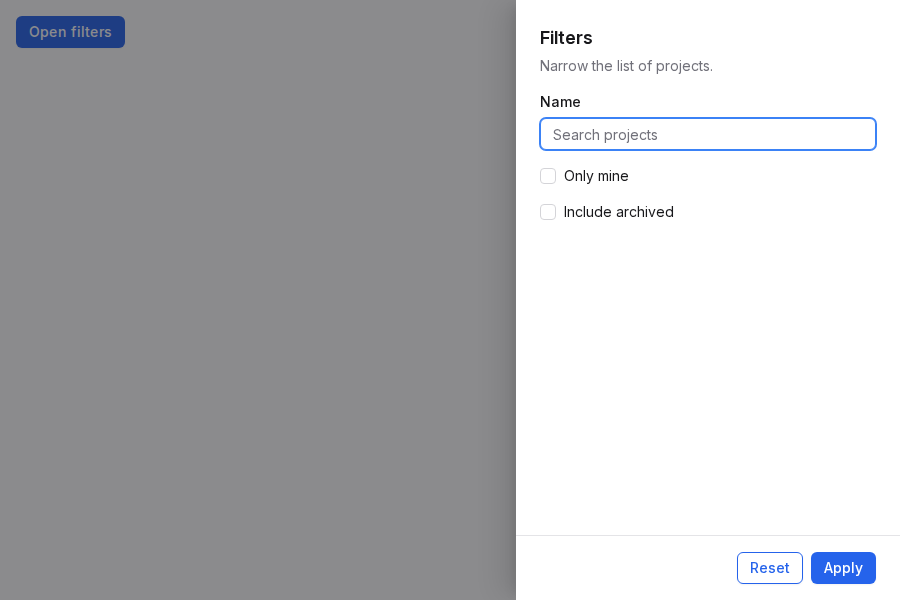 Open filters
Filters
Narrow the list of projects.
Name
Search projects
Only mine
Include archived
Reset
Apply